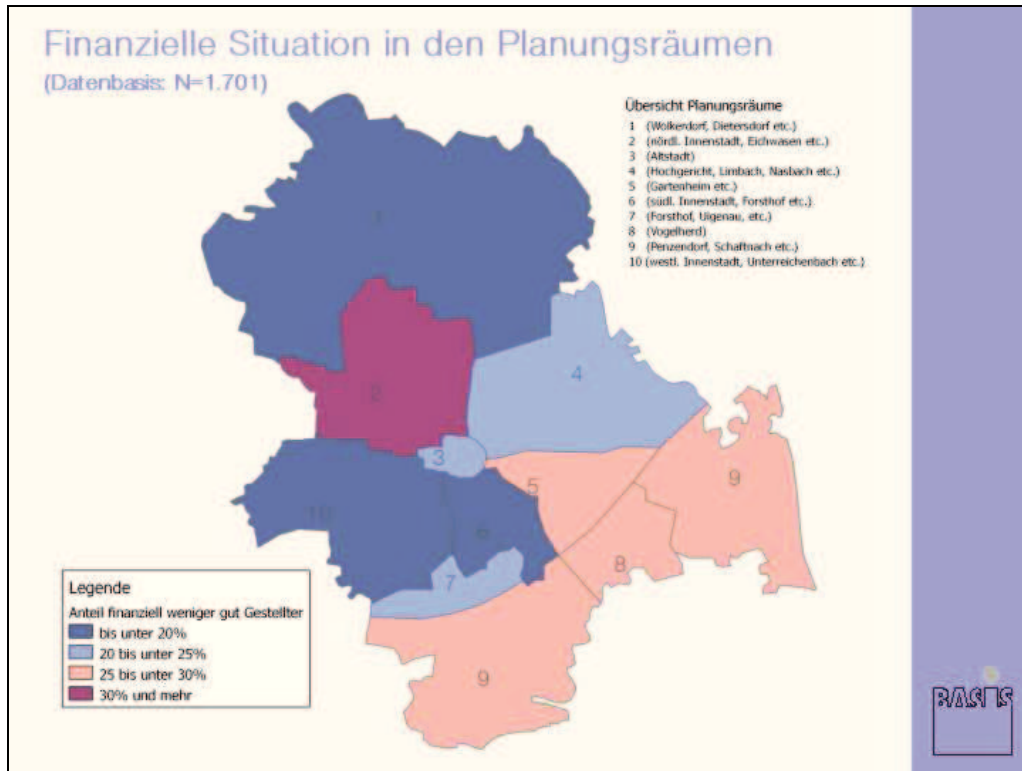 Finanzielle Situation in den Planungsräumen
(Datenbasis: N=1.701)
Übersicht Planungsräume
1 (Wolkerdorf, Dietersdorf etc.)
2 (nördl. Innenstadt, Eichwasen etc.)
3 (Altstadt)
4 (Hochgericht, Limbach, Nasbach etc.)
5 (Gartenheim etc.)
6 (südl. Innenstadt, Forsthof etc.)
7 (Forsthof, Uigenau, etc.)
8 (Vogelherd)
9 (Penzendorf, Schaftnach etc.)
10 (westl. Innenstadt, Unterreichenbach etc.)
1
4
2
3
9
5
10
6
8
7
9
Legende
Anteil finanziell weniger gut Gestellter
bis unter 20%
20 bis unter 25%
25 bis unter 30%
30% und mehr
BASIS